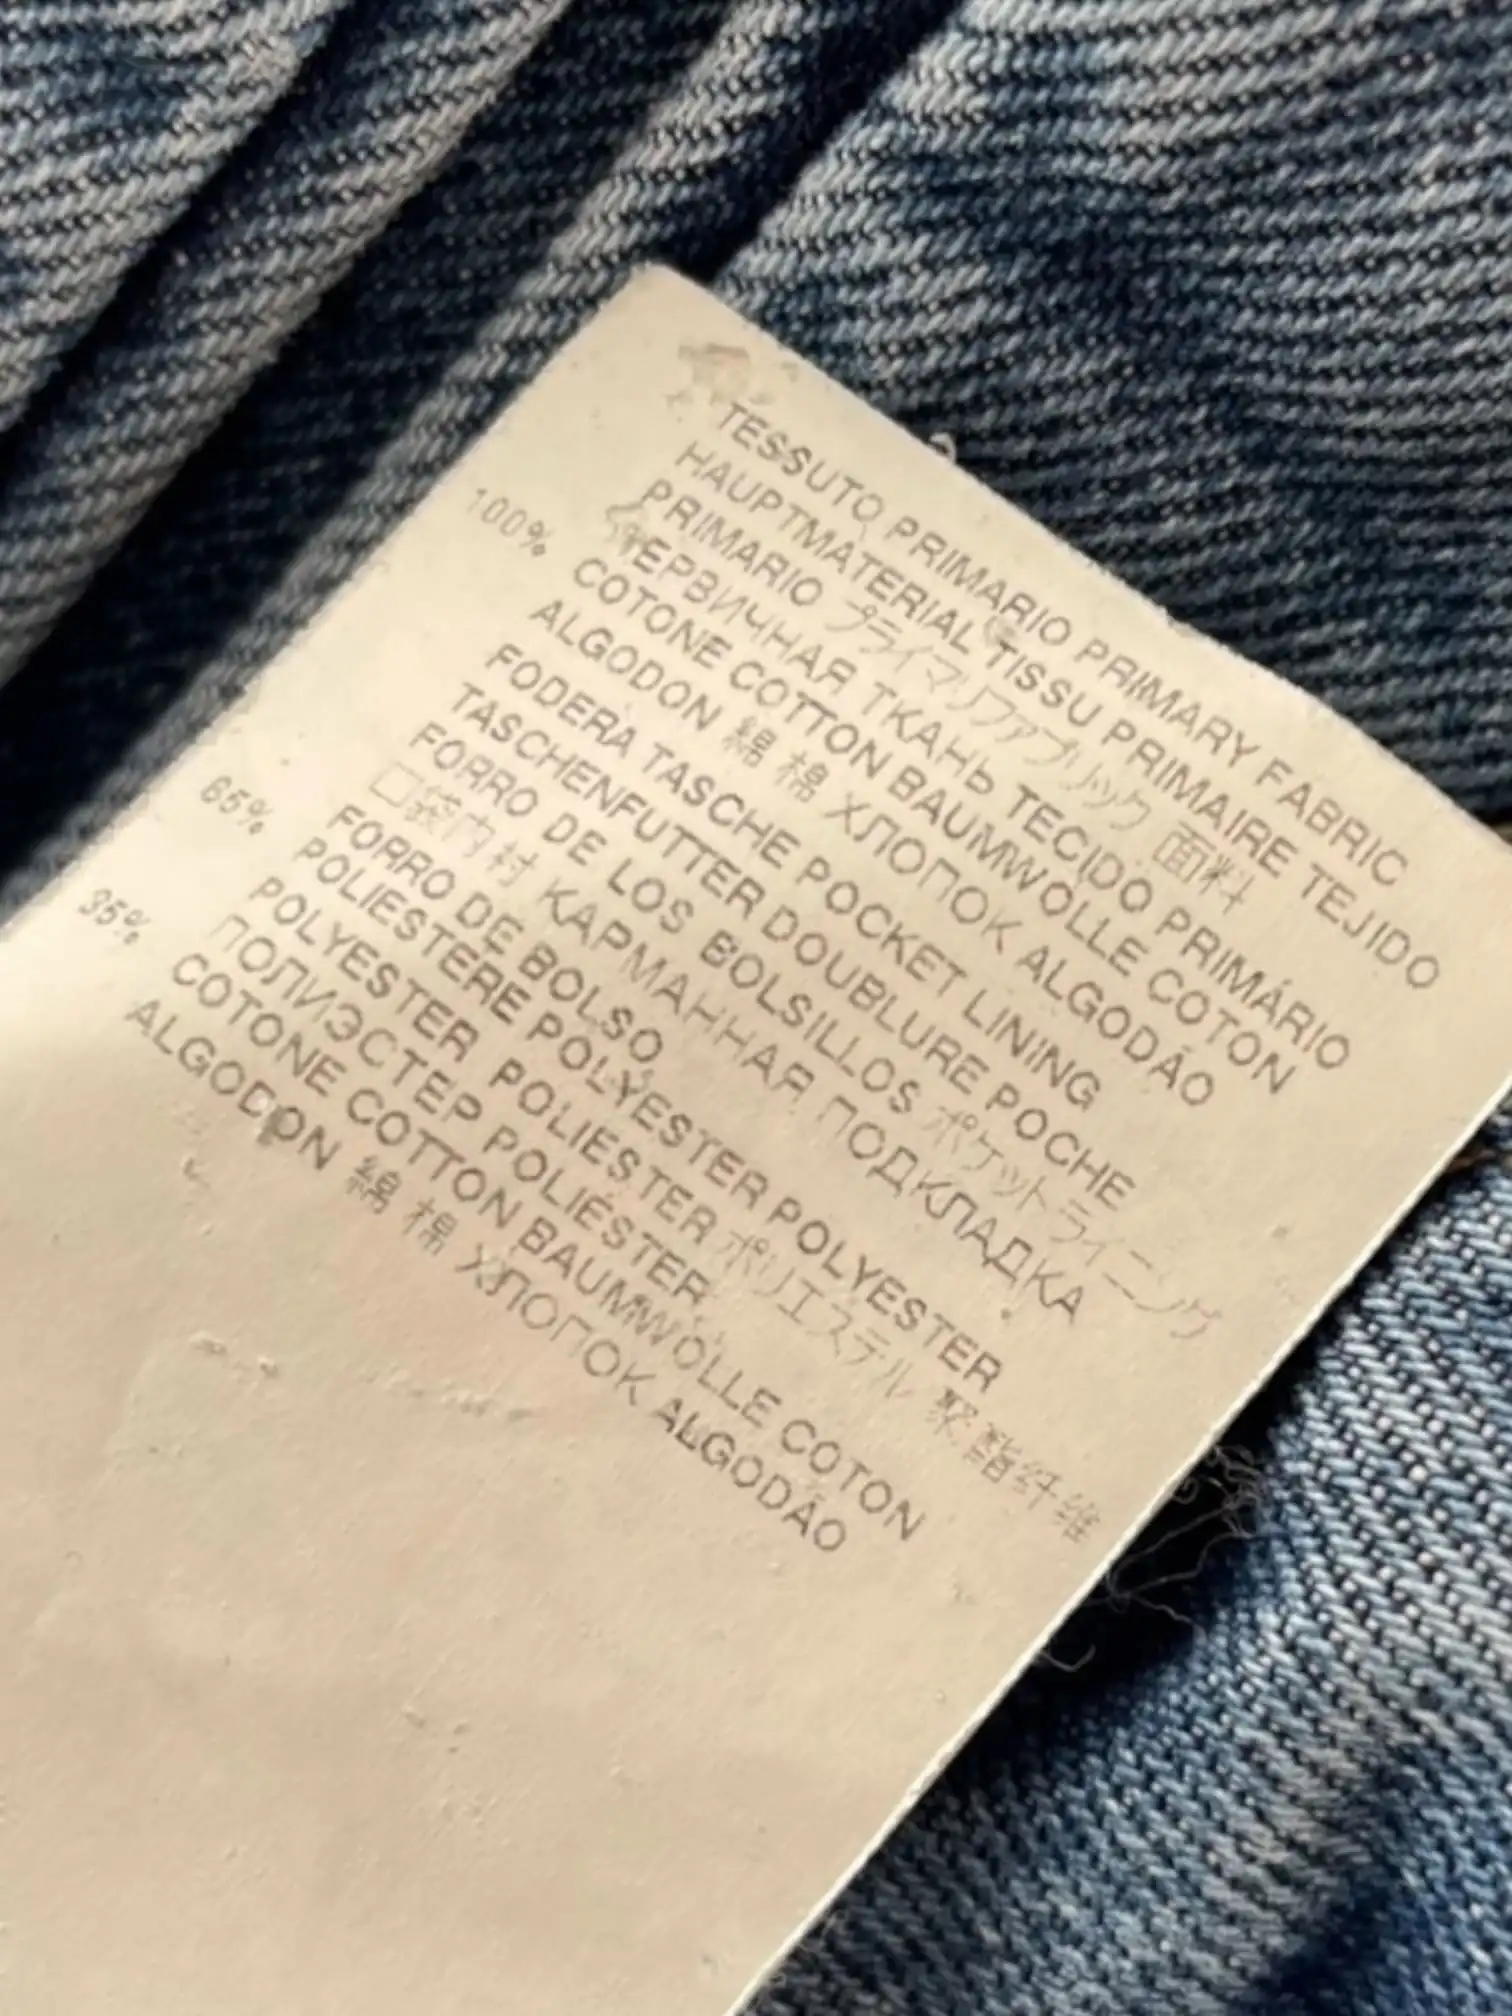 TESSUTO PRIMARIO PRIMARY FABRIC
HAUPTMATERIAL TISSU PRIMAIRE TEJIDO
PRIMARIO プライマリファブリック 面料
ПЕРВИЧНАЯ ТКАНЬ TECIDO PRIMÁRIO
100% COTONE COTTON BAUMWOLLE COTON
ALGODON 綿 棉 ХЛОПОК ALGODÃO
FODERA TASCHE POCKET LINING
TASCHENFUTTER DOUBLURE POCHE
FORRO DE LOS BOLSILLOS ポケットライニング
口袋内衬 КАРМАННАЯ ПОДКЛАДКА
FORRO DE BOLSO
65% POLIESTERE POLYESTER POLYESTER
POLYESTER POLIESTER ポリエステル 聚酯纤维
ПОЛИЭСТЕР POLIÉSTER
35% COTONE COTTON BAUMWOLLE COTON
ALGODON 綿 棉 ХЛОПОК ALGODÃO